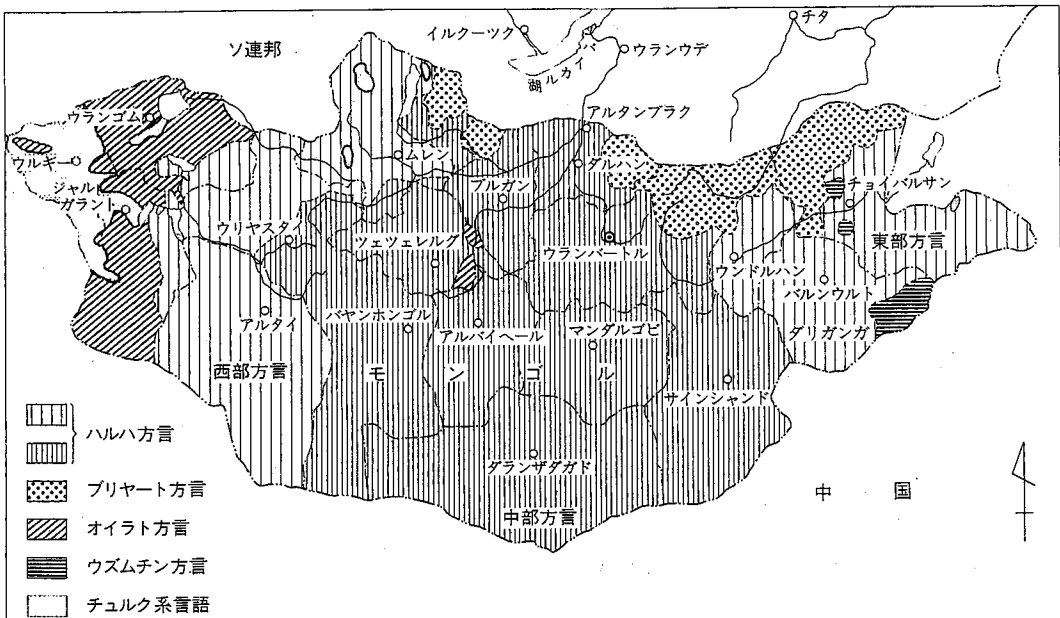 ソ連邦
イルクーツク
バイカル湖
ウランウデ
チタ
ウランゴム
ウルギー
ジャルガラント
ムレン
アルタンブラク
ダルハン
ブルガン
チョイバルサン
ウリヤスタイ
ツェツェルレグ
ウランバートル
ウンドルハン
東部方言
バルンウルト
ダリガンガ
アルタイ
バヤンホンゴル
アルバイヘール
マンダルゴビ
西部方言
モンゴル
サインシャンド
ダランザダガド
中部方言
中国
ハルハ方言
ブリヤート方言
オイラト方言
ウズムチン方言
チュルク系言語